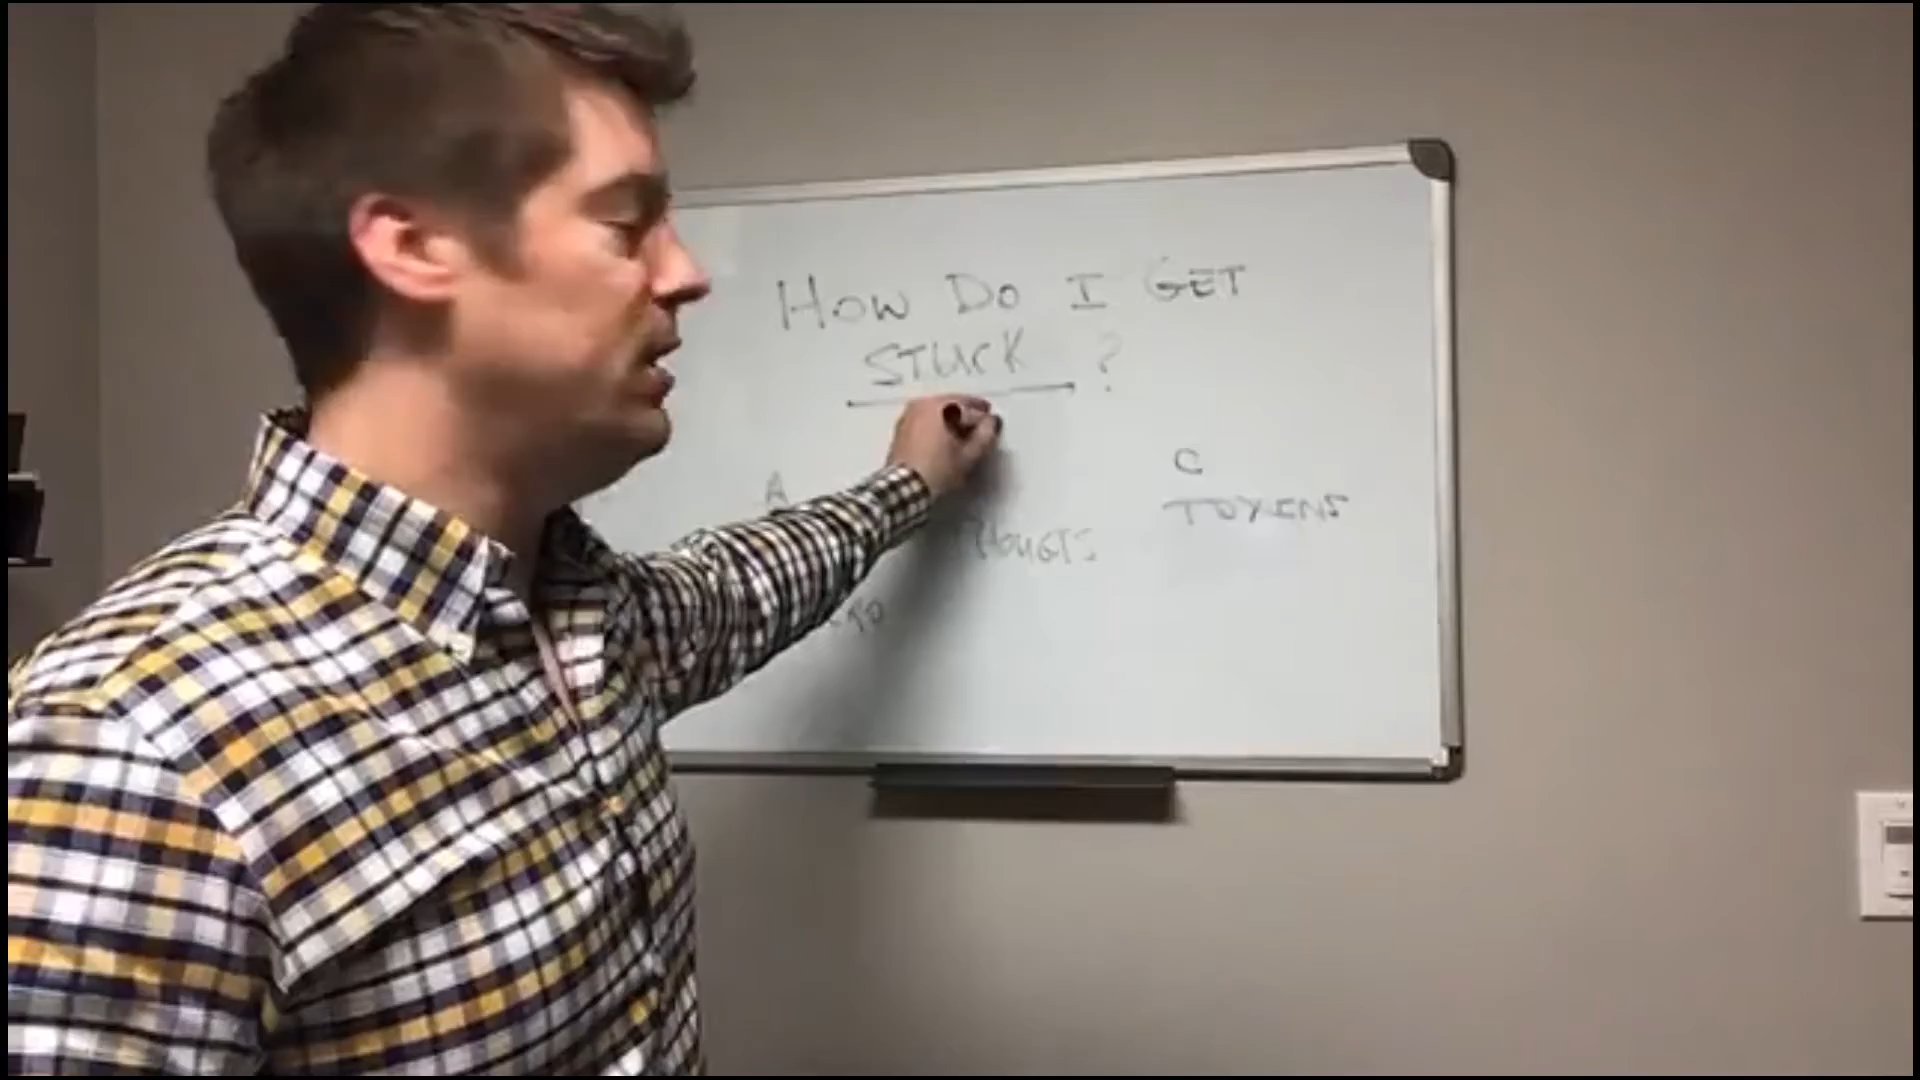 HOW DO I GET
STUCK ?
A
C
TOXINS